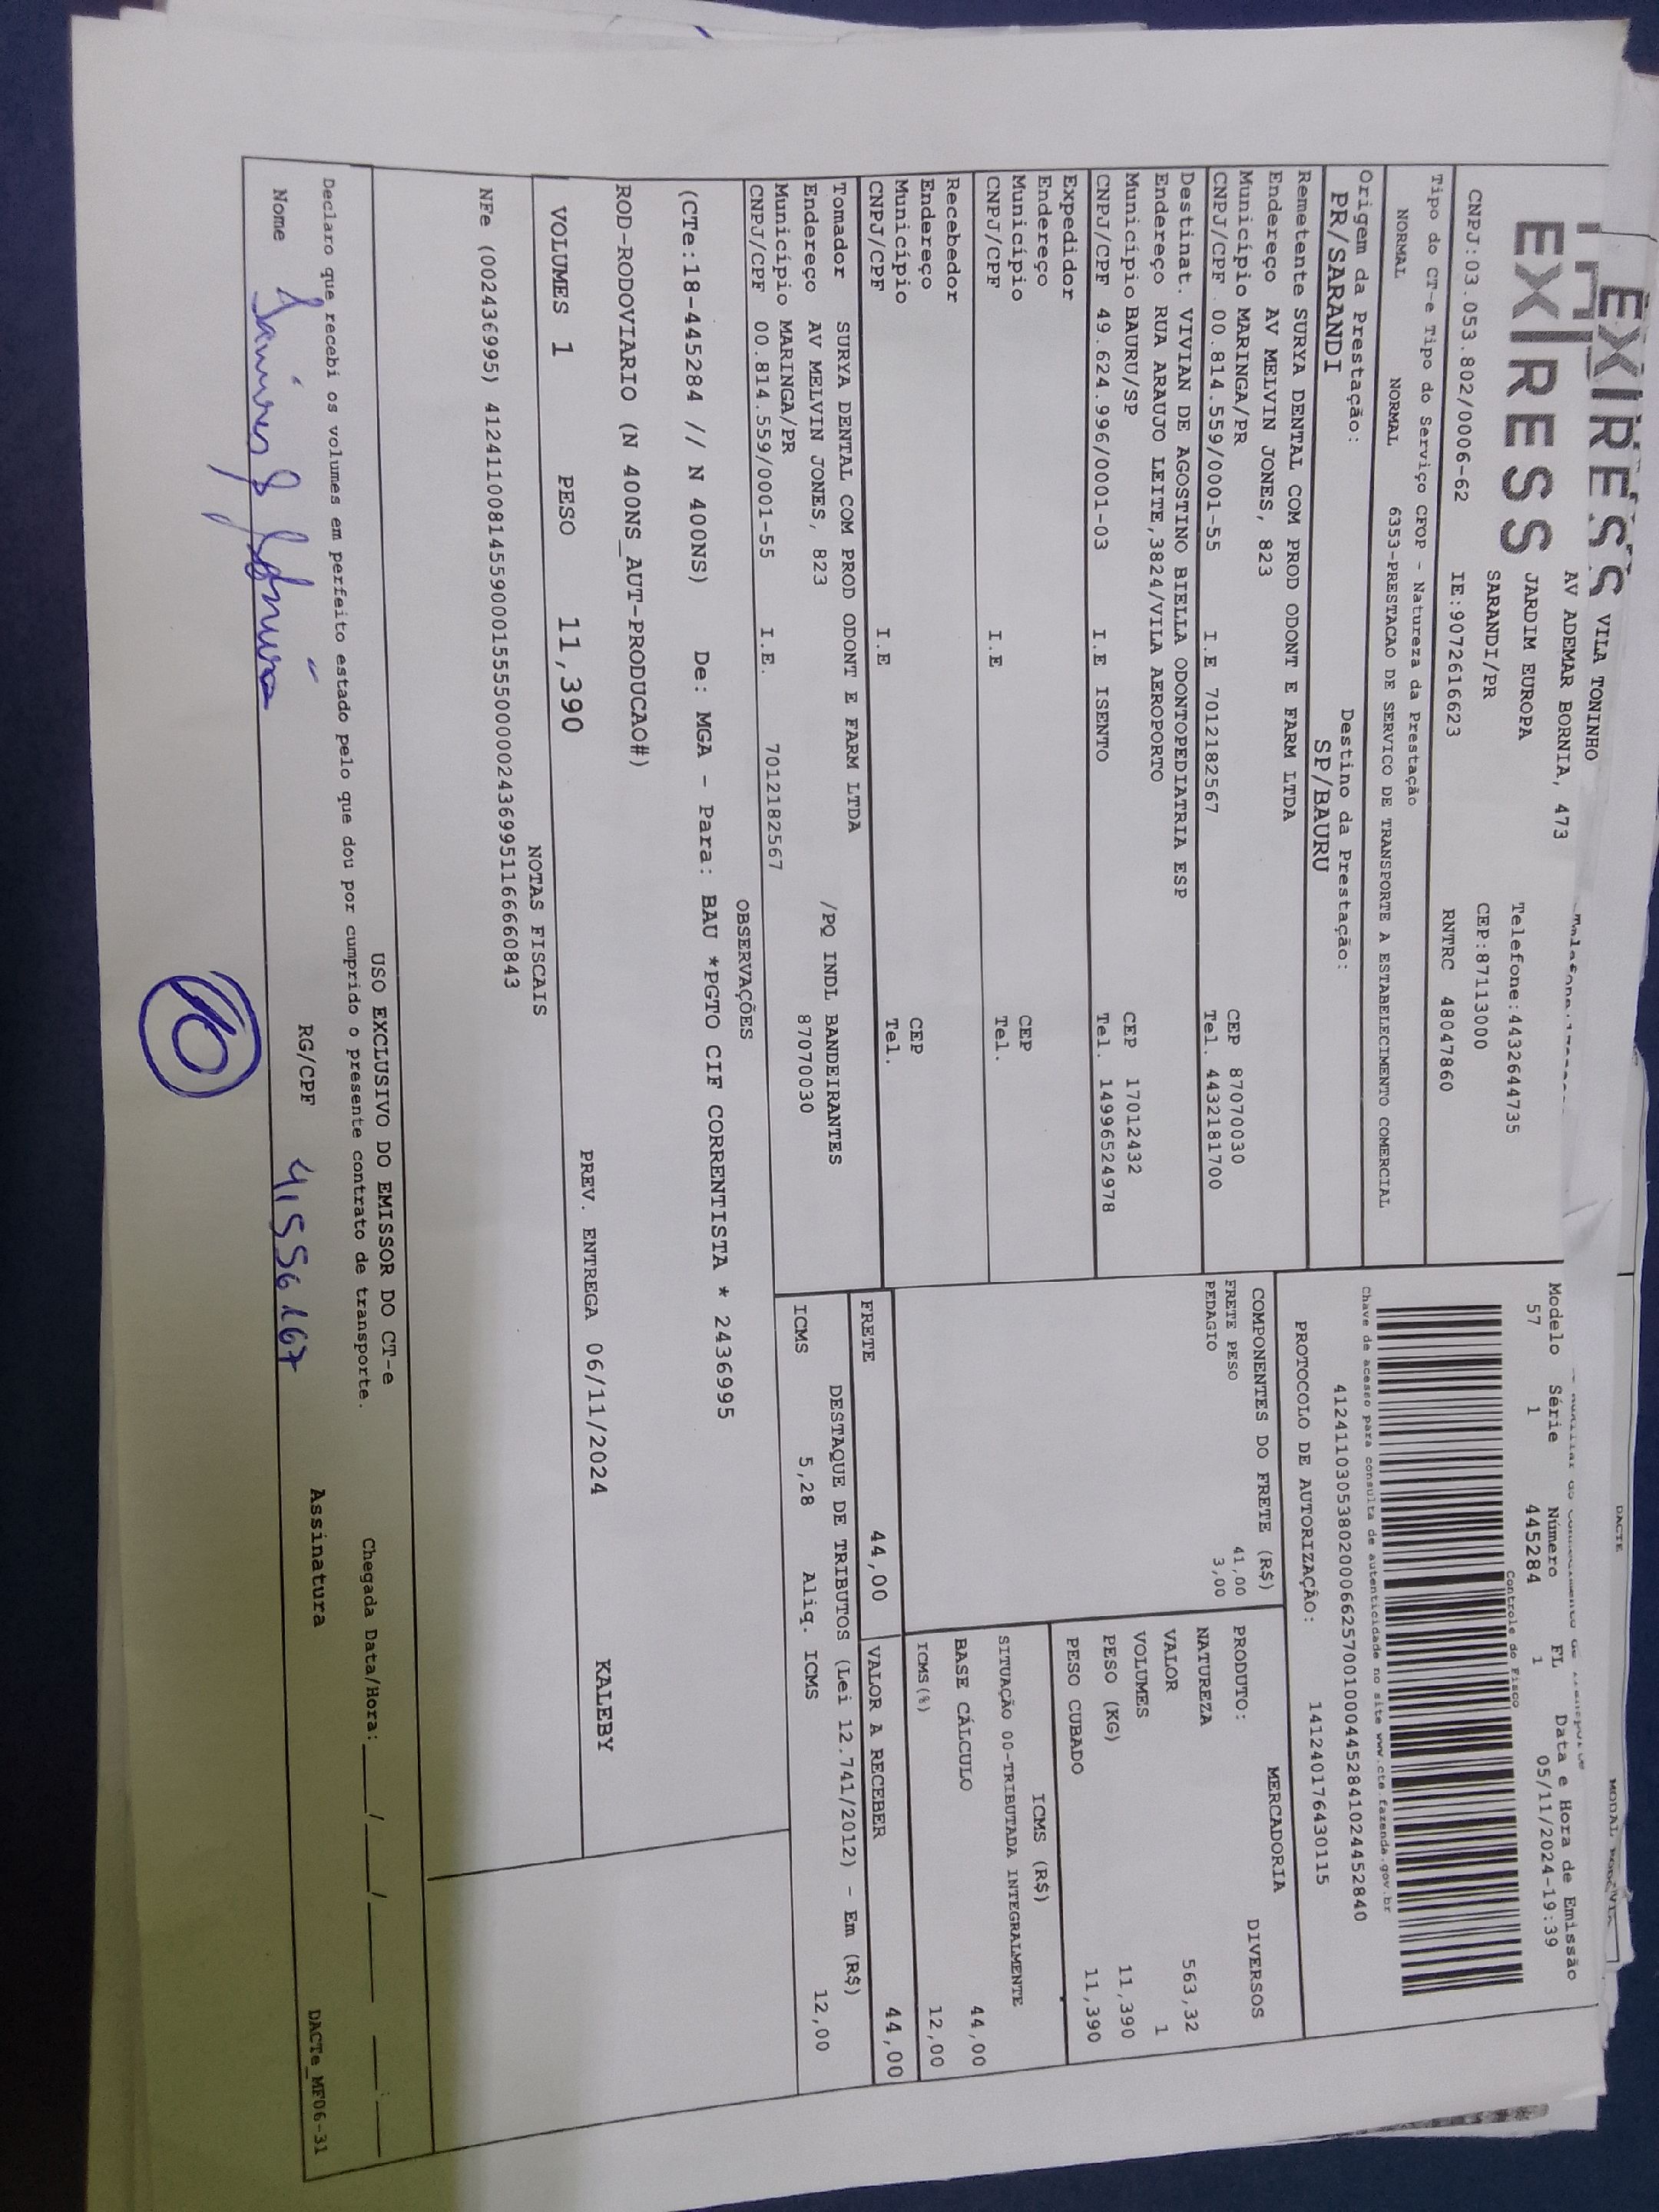 EXPRESS
VILA TONINHO
DACTE
EXPRESS
AV ADEMAR BORNIA, 473
JARDIM EUROPA
SARANDI/PR
Telefone:4432644735
CEP:87113000
CNPJ:03.053.802/0006-62 IE:9072616623 RNTRC 48047860
Modelo Série Número FL Data e Hora de Emissão
57 1 445284 1 05/11/2024-19:39
Controle do Fisco
Chave de acesso para consulta de autenticidade no site www.cte.fazenda.gov.br
41241103053802000662570010004452841024452840
PROTOCOLO DE AUTORIZAÇÃO: 141240176430115
Tipo do CT-e Tipo do Serviço CFOP - Natureza da Prestação
NORMAL NORMAL 6353-PRESTACAO DE SERVICO DE TRANSPORTE A ESTABELECIMENTO COMERCIAL
Origem da Prestação: Destino da Prestação:
PR/SARANDI SP/BAURU
Remetente SURYA DENTAL COM PROD ODONT E FARM LTDA
Endereço AV MELVIN JONES, 823
Município MARINGA/PR CEP 87070030
CNPJ/CPF 00.814.559/0001-55 I.E 7012182567 Tel. 4432181700
Destinat. VIVIAN DE AGOSTINO BIELLA ODONTOPEDIATRIA ESP
Endereço RUA ARAUJO LEITE,3824/VILA AEROPORTO
Município BAURU/SP CEP 17012432
CNPJ/CPF 49.624.996/0001-03 I.E ISENTO Tel. 14996524978
Expedidor
Endereço
Município CEP
CNPJ/CPF I.E Tel.
Recebedor
Endereço
Município CEP
CNPJ/CPF I.E Tel.
Tomador SURYA DENTAL COM PROD ODONT E FARM LTDA
Endereço AV MELVIN JONES, 823 /PQ INDL BANDEIRANTES
Município MARINGA/PR 87070030
CNPJ/CPF 00.814.559/0001-55 I.E. 7012182567
COMPONENTES DO FRETE (R$)
FRETE PESO 41,00
PEDAGIO 3,00
MERCADORIA
PRODUTO: DIVERSOS
NATUREZA
VALOR 563,32
VOLUMES 1
PESO (KG) 11,390
PESO CUBADO 11,390
ICMS (R$)
SITUAÇÃO 00-TRIBUTADA INTEGRALMENTE
BASE CÁLCULO 44,00
ICMS(%) 12,00
FRETE 44,00 VALOR A RECEBER 44,00
DESTAQUE DE TRIBUTOS (Lei 12.741/2012) - Em (R$)
ICMS 5,28 Aliq. ICMS 12,00
OBSERVAÇÕES
(CTe:18-445284 // N 400NS) De: MGA - Para: BAU *PGTO CIF CORRENTISTA * 2436995
ROD-RODOVIARIO (N 400NS_AUT-PRODUCAO#)
VOLUMES 1 PESO 11,390 PREV. ENTREGA 06/11/2024 KALEBY
NOTAS FISCAIS
NFe (002436995) 41241100814559000155550000024369951166660843
USO EXCLUSIVO DO EMISSOR DO CT-e
Declaro que recebi os volumes em perfeito estado pelo que dou por cumprido o presente contrato de transporte. Chegada Data/Hora:____/____/______ ____:____
Nome RG/CPF 41556167 Assinatura
DACTe_MF06-31
10